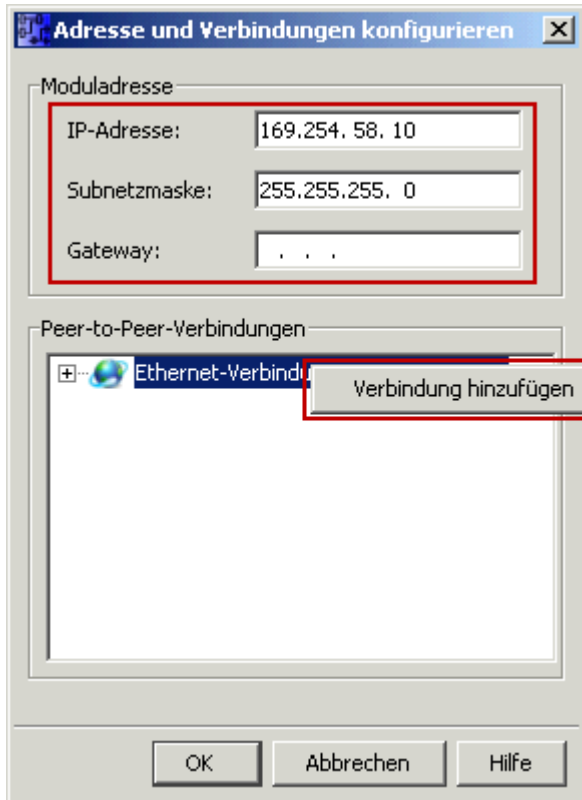 Adresse und Verbindungen konfigurieren
Moduladresse
IP-Adresse: 169.254. 58. 10
Subnetzmaske: 255.255.255. 0
Gateway: . . .
Peer-to-Peer-Verbindungen
Verbindung hinzufügen
OK Abbrechen Hilfe